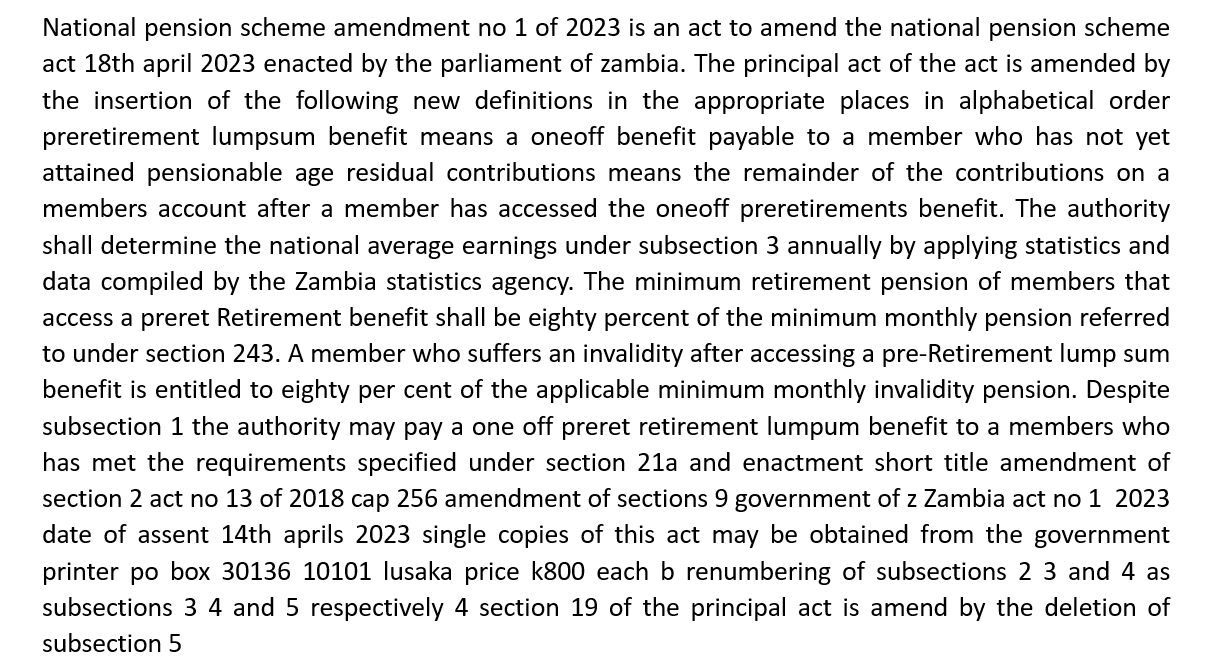 National pension scheme amendment no 1 of 2023 is an act to amend the national pension scheme
act 18th april 2023 enacted by the parliament of zambia. The principal act of the act is amended by
the insertion of the following new definitions in the appropriate places in alphabetical order
preretirement lumpsum benefit means a oneoff benefit payable to a member who has not yet
attained pensionable age residual contributions means the remainder of the contributions on a
members account after a member has accessed the oneoff preretirements benefit. The authority
shall determine the national average earnings under subsection 3 annually by applying statistics and
data compiled by the Zambia statistics agency. The minimum retirement pension of members that
access a preret Retirement benefit shall be eighty percent of the minimum monthly pension referred
to under section 243. A member who suffers an invalidity after accessing a pre-Retirement lump sum
benefit is entitled to eighty per cent of the applicable minimum monthly invalidity pension. Despite
subsection 1 the authority may pay a one off preret retirement lumpum benefit to a members who
has met the requirements specified under section 21a and enactment short title amendment of
section 2 act no 13 of 2018 cap 256 amendment of sections 9 government of z Zambia act no 1 2023
date of assent 14th aprils 2023 single copies of this act may be obtained from the government
printer po box 30136 10101 lusaka price k800 each b renumbering of subsections 2 3 and 4 as
subsections 3 4 and 5 respectively 4 section 19 of the principal act is amend by the deletion of
subsection 5